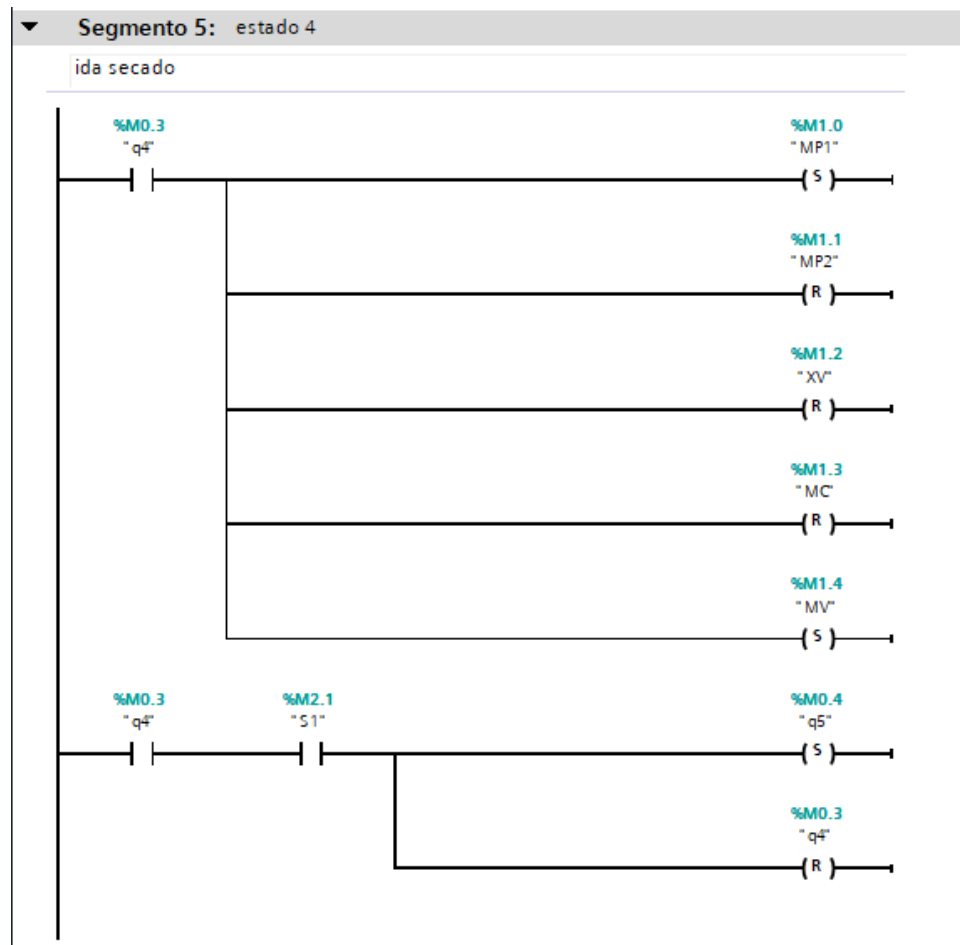 Segmento 5: estado 4
ida secado
%M0.3
"q4"
%M1.0
"MP1"
S
%M1.1
"MP2"
R
%M1.2
"XV"
R
%M1.3
"MC"
R
%M1.4
"MV"
S
%M0.3
"q4"
%M2.1
"S1"
%M0.4
"q5"
S
%M0.3
"q4"
R